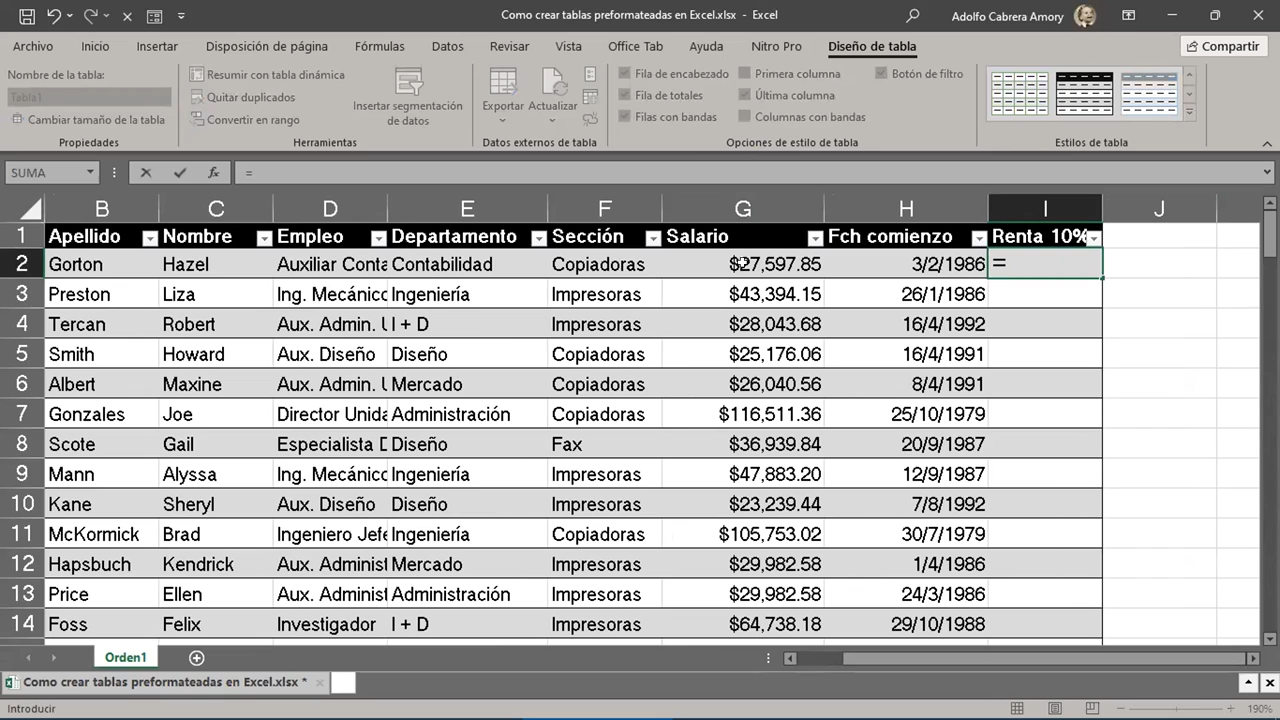 Como crear tablas preformateadas en Excel.xlsx - Excel
Adolfo Cabrera Amory
Archivo Inicio Insertar Disposición de página Fórmulas Datos Revisar Vista Office Tab Ayuda Nitro Pro Diseño de tabla Compartir
Nombre de la tabla:
Tabla1
Cambiar tamaño de la tabla
Propiedades
Resumir con tabla dinámica
Quitar duplicados
Convertir en rango
Insertar segmentación
de datos
Herramientas
Exportar Actualizar
Datos externos de tabla
Fila de encabezado Primera columna Botón de filtro
Fila de totales Última columna
Filas con bandas Columnas con bandas
Opciones de estilo de tabla
Estilos de tabla
SUMA fx =
B C D E F G H I J
1 Apellido Nombre Empleo Departamento Sección Salario Fch comienzo Renta 10%
2 Gorton Hazel Auxiliar Conta Contabilidad Copiadoras $27,597.85 3/2/1986 =
3 Preston Liza Ing. Mecánico Ingeniería Impresoras $43,394.15 26/1/1986
4 Tercan Robert Aux. Admin. U I + D Impresoras $28,043.68 16/4/1992
5 Smith Howard Aux. Diseño Diseño Copiadoras $25,176.06 16/4/1991
6 Albert Maxine Aux. Admin. U Mercado Copiadoras $26,040.56 8/4/1991
7 Gonzales Joe Director Unida Administración Copiadoras $116,511.36 25/10/1979
8 Scote Gail Especialista D Diseño Fax $36,939.84 20/9/1987
9 Mann Alyssa Ing. Mecánico Ingeniería Impresoras $47,883.20 12/9/1987
10 Kane Sheryl Aux. Diseño Diseño Impresoras $23,239.44 7/8/1992
11 McKormick Brad Ingeniero Jefe Ingeniería Copiadoras $105,753.02 30/7/1979
12 Hapsbuch Kendrick Aux. Administ Mercado Impresoras $29,982.58 1/4/1986
13 Price Ellen Aux. Administ Administración Impresoras $29,982.58 24/3/1986
14 Foss Felix Investigador I + D Impresoras $64,738.18 29/10/1988
Orden1
Como crear tablas preformateadas en Excel.xlsx *
Introducir
190%